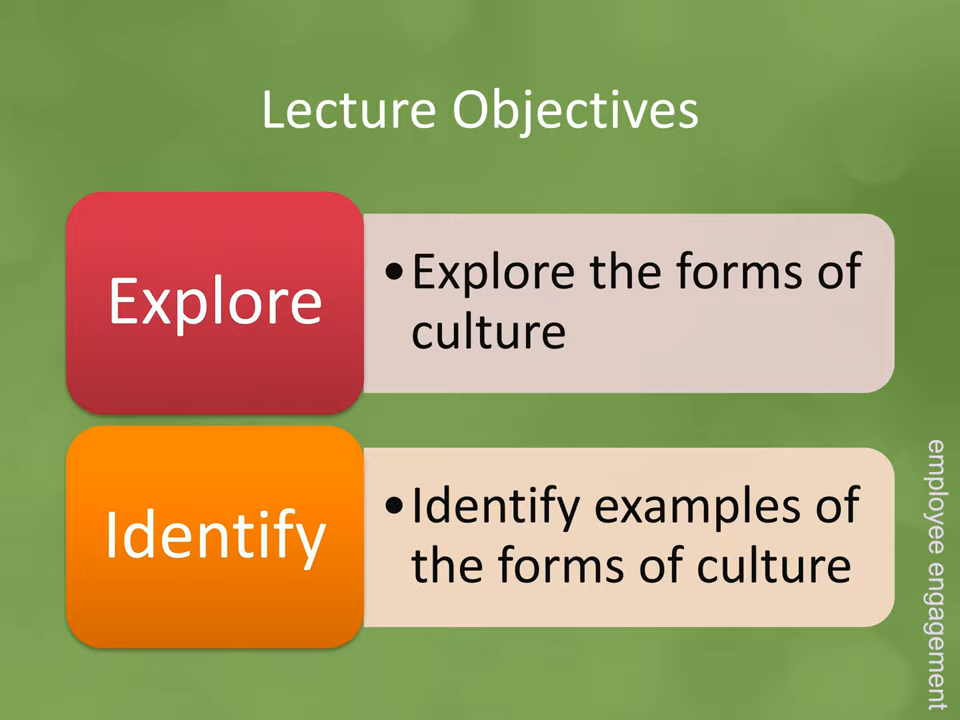 Lecture Objectives
Explore
•Explore the forms of
culture
Identify
•Identify examples of
the forms of culture
employee engagement